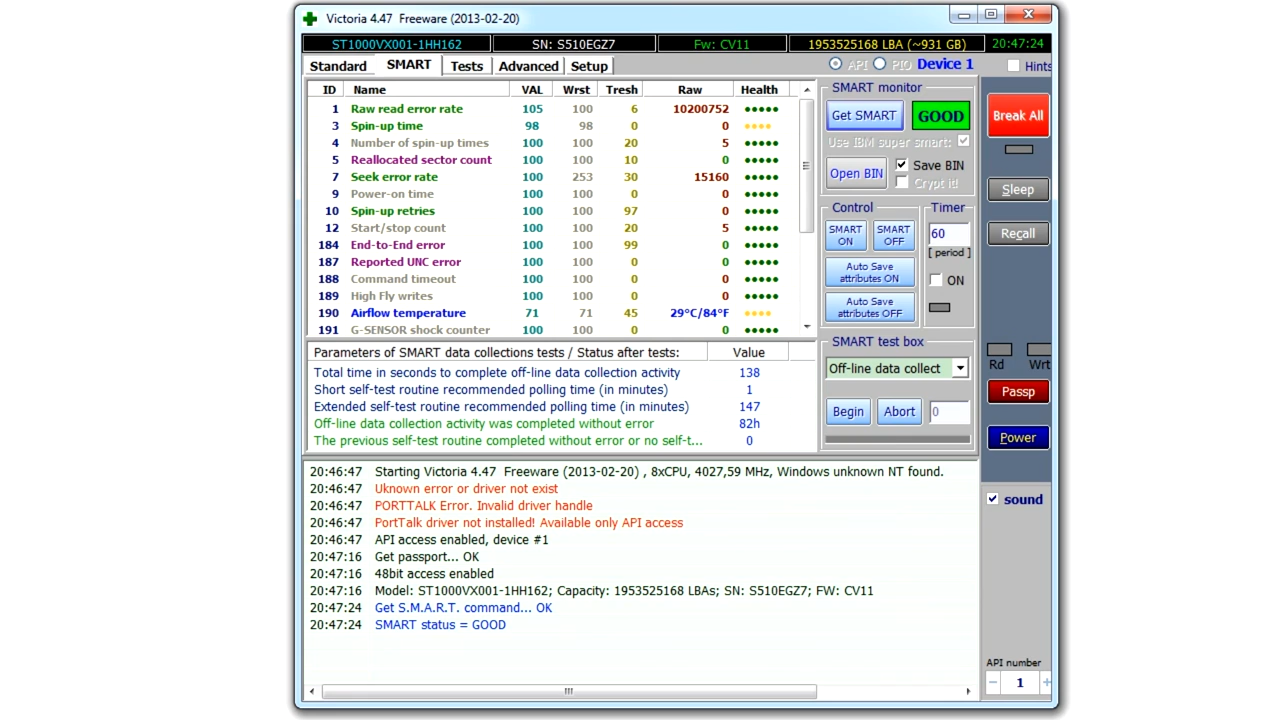 Victoria 4.47 Freeware (2013-02-20)
ST1000VX001-1HH162 SN: S510EGZ7 Fw: CV11 1953525168 LBA (~931 GB) 20:47:24
Standard SMART Tests Advanced Setup API PIO Device 1 Hints
ID Name VAL Wrst Tresh Raw Health
1 Raw read error rate 105 100 6 10200752
3 Spin-up time 98 98 0 0
4 Number of spin-up times 100 100 20 5
5 Reallocated sector count 100 100 10 0
7 Seek error rate 100 253 30 15160
9 Power-on time 100 100 0 0
10 Spin-up retries 100 100 97 0
12 Start/stop count 100 100 20 5
184 End-to-End error 100 100 99 0
187 Reported UNC error 100 100 0 0
188 Command timeout 100 100 0 0
189 High Fly writes 100 100 0 0
190 Airflow temperature 71 71 45 29°C/84°F
191 G-SENSOR shock counter 100 100 0 0
Parameters of SMART data collections tests / Status after tests: Value
Total time in seconds to complete off-line data collection activity 138
Short self-test routine recommended polling time (in minutes) 1
Extended self-test routine recommended polling time (in minutes) 147
Off-line data collection activity was completed without error 82h
The previous self-test routine completed without error or no self-t... 0
SMART monitor
Get SMART GOOD
Use IBM super smart:
Open BIN Save BIN
Crypt it!
Control Timer
SMART ON SMART OFF 60
[ period ]
Auto Save attributes ON ON
Auto Save attributes OFF
SMART test box
Off-line data collect
Begin Abort 0
Break All
Sleep
Recall
Rd Wrt
Passp
Power
sound
API number
1
20:46:47 Starting Victoria 4.47 Freeware (2013-02-20) , 8xCPU, 4027,59 MHz, Windows unknown NT found.
20:46:47 Uknown error or driver not exist
20:46:47 PORTTALK Error. Invalid driver handle
20:46:47 PortTalk driver not installed! Available only API access
20:46:47 API access enabled, device #1
20:47:16 Get passport... OK
20:47:16 48bit access enabled
20:47:16 Model: ST1000VX001-1HH162; Capacity: 1953525168 LBAs; SN: S510EGZ7; FW: CV11
20:47:24 Get S.M.A.R.T. command... OK
20:47:24 SMART status = GOOD